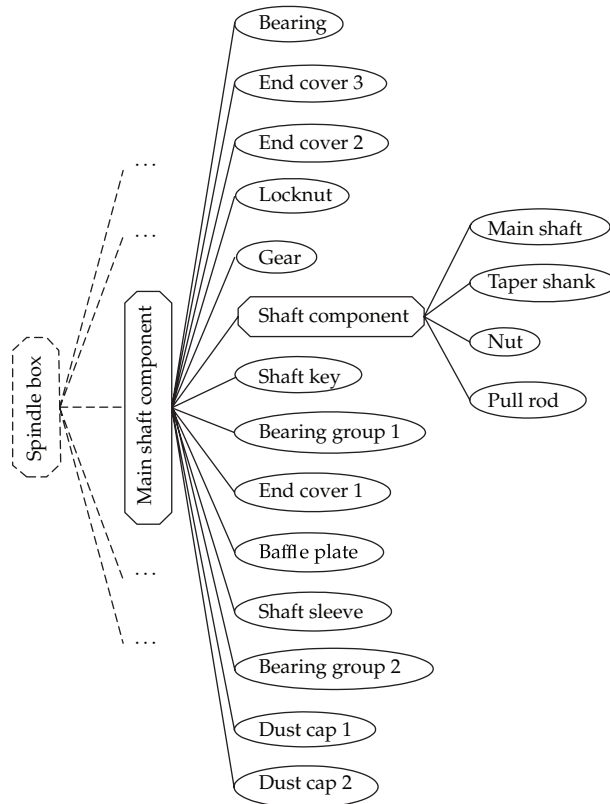 Spindle box
...
...
...
...
Main shaft component
Bearing
End cover 3
End cover 2
Locknut
Gear
Shaft component
Shaft key
Bearing group 1
End cover 1
Baffle plate
Shaft sleeve
Bearing group 2
Dust cap 1
Dust cap 2
Main shaft
Taper shank
Nut
Pull rod